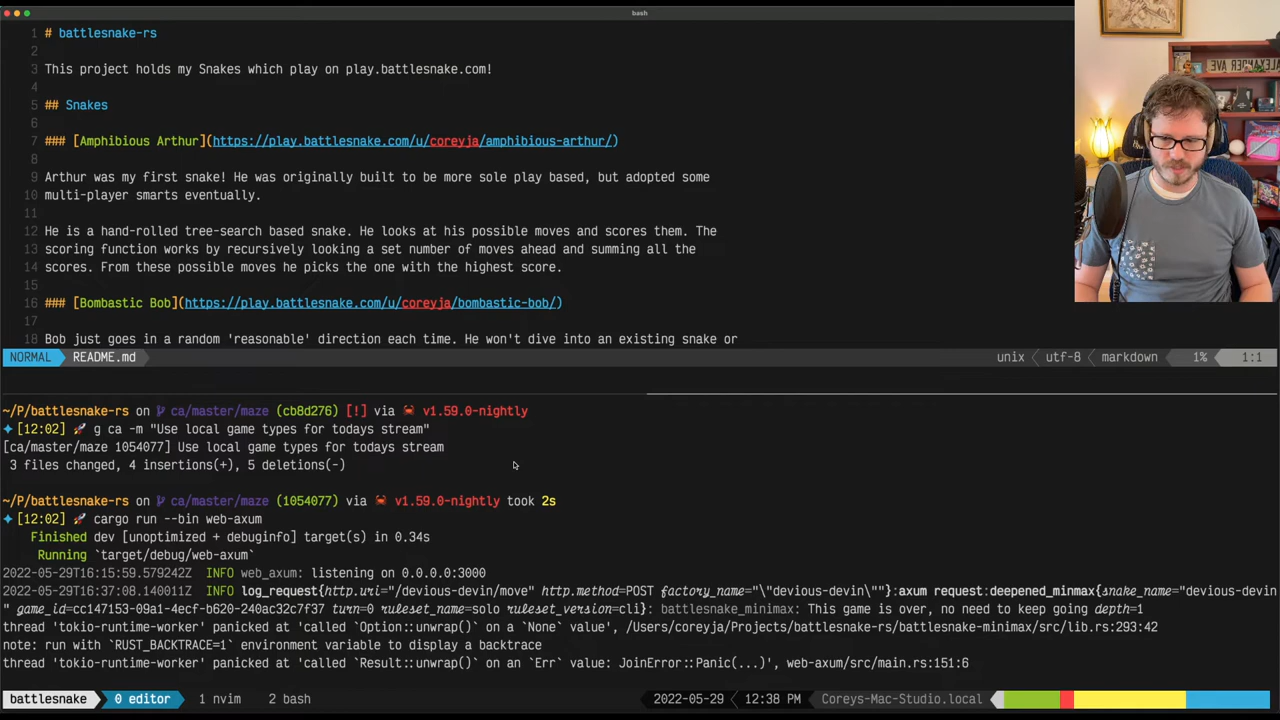 bash
1 # battlesnake-rs
2
3 This project holds my Snakes which play on play.battlesnake.com!
4
5 ## Snakes
6
7 ### [Amphibious Arthur](https://play.battlesnake.com/u/coreyja/amphibious-arthur/)
8
9 Arthur was my first snake! He was originally built to be more sole play based, but adopted some
10 multi-player smarts eventually.
11
12 He is a hand-rolled tree-search based snake. He looks at his possible moves and scores them. The
13 scoring function works by recursively looking a set number of moves ahead and summing all the
14 scores. From these possible moves he picks the one with the highest score.
15
16 ### [Bombastic Bob](https://play.battlesnake.com/u/coreyja/bombastic-bob/)
17
18 Bob just goes in a random 'reasonable' direction each time. He won't dive into an existing snake or
NORMAL README.md unix utf-8 markdown 1% 1:1
~/P/battlesnake-rs on ca/master/maze (cb8d276) [!] via 🦀 v1.59.0-nightly
✦ [12:02] 🚀 g ca -m "Use local game types for todays stream"
[ca/master/maze 1054077] Use local game types for todays stream
3 files changed, 4 insertions(+), 5 deletions(-)
~/P/battlesnake-rs on ca/master/maze (1054077) via 🦀 v1.59.0-nightly took 2s
✦ [12:02] 🚀 cargo run --bin web-axum
Finished dev [unoptimized + debuginfo] target(s) in 0.34s
Running `target/debug/web-axum`
2022-05-29T16:15:59.579242Z INFO web_axum: listening on 0.0.0.0:3000
2022-05-29T16:37:08.140011Z INFO log_request{http.uri="/devious-devin/move" http.method=POST factory_name="\"devious-devin\""}:axum request:deepened_minmax{snake_name="devious-devin
" game_id=cc147153-09a1-4ecf-b620-240ac32c7f37 turn=0 ruleset_name=solo ruleset_version=cli}: battlesnake_minimax: This game is over, no need to keep going depth=1
thread 'tokio-runtime-worker' panicked at 'called `Option::unwrap()` on a `None` value', /Users/coreyja/Projects/battlesnake-rs/battlesnake-minimax/src/lib.rs:293:42
note: run with `RUST_BACKTRACE=1` environment variable to display a backtrace
thread 'tokio-runtime-worker' panicked at 'called `Result::unwrap()` on an `Err` value: JoinError::Panic(...)', web-axum/src/main.rs:151:6
battlesnake 0 editor 1 nvim 2 bash 2022-05-29 12:38 PM Coreys-Mac-Studio.local